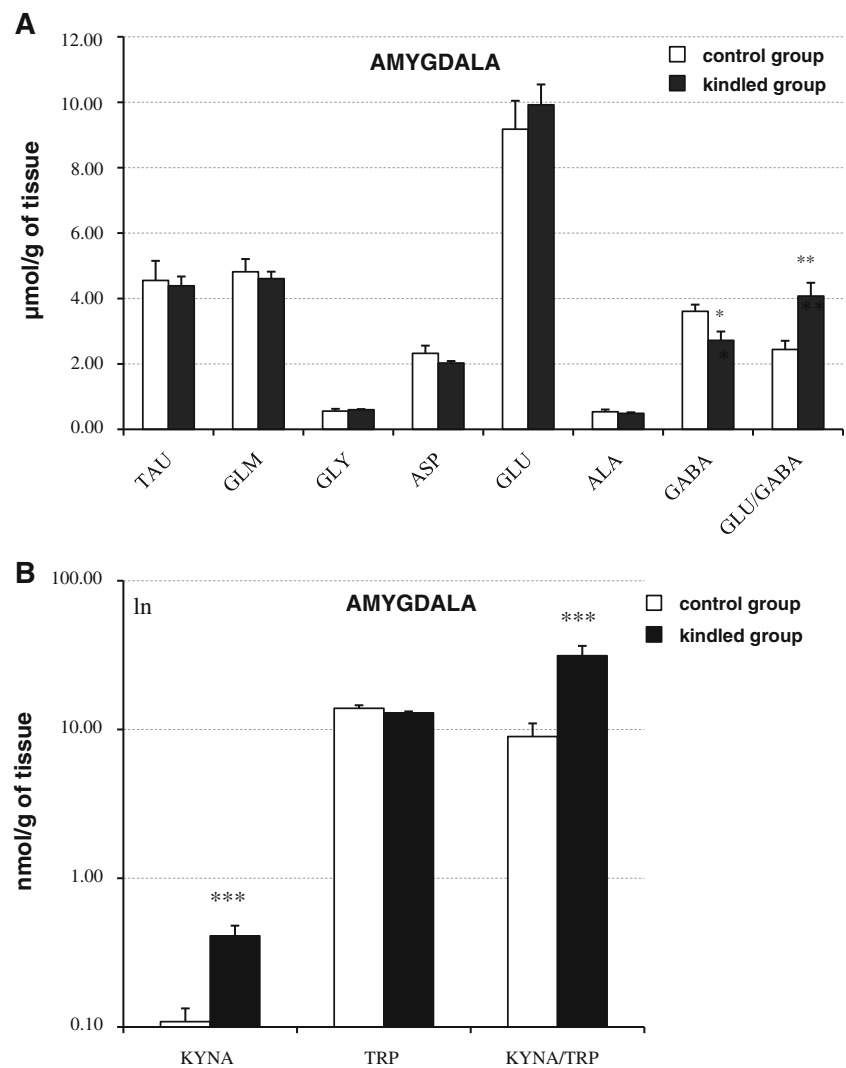 A
AMYGDALA
control group
kindled group
µmol/g of tissue
12.00
10.00
8.00
6.00
4.00
2.00
0.00
*
*
**
**
TAU
GLM
GLY
ASP
GLU
ALA
GABA
GLU/GABA
B
ln
AMYGDALA
control group
kindled group
nmol/g of tissue
100.00
10.00
1.00
0.10
***
***
KYNA
TRP
KYNA/TRP